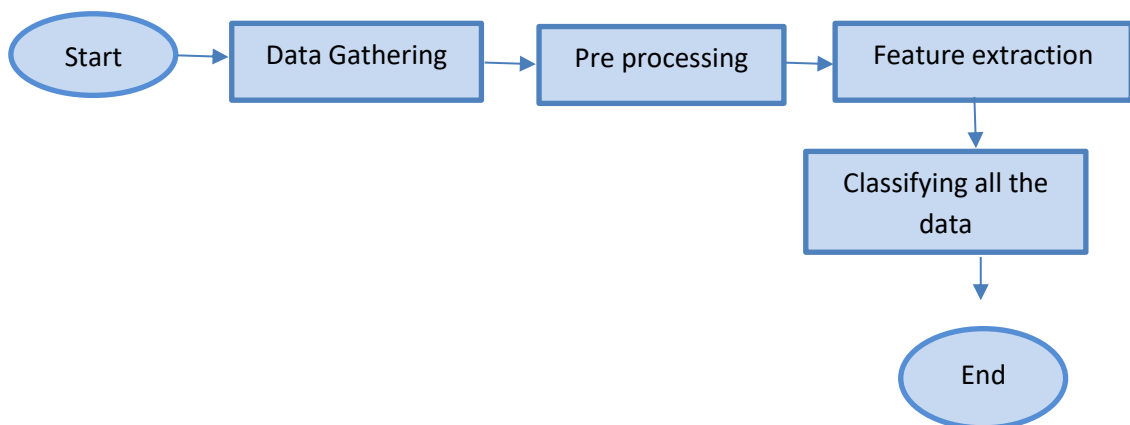 Start
Data Gathering
Pre processing
Feature extraction
Classifying all the
data
End